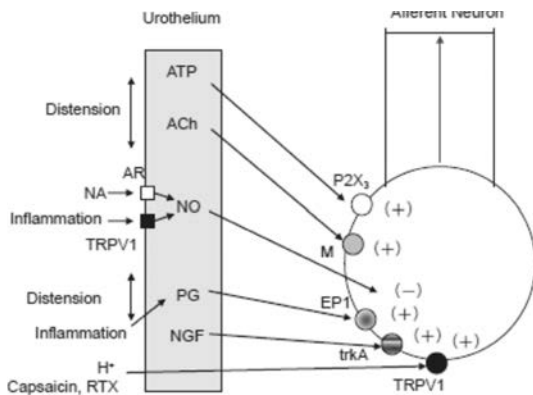 Urothelium
Afferent Neuron
ATP
Distension
ACh
AR
P2X₃
NA
NO
(+)
Inflammation
TRPV1
M
(+)
(−)
Distension
PG
EP1
(+)
Inflammation
NGF
(+)
trkA
(+)
H⁺
Capsaicin, RTX
TRPV1